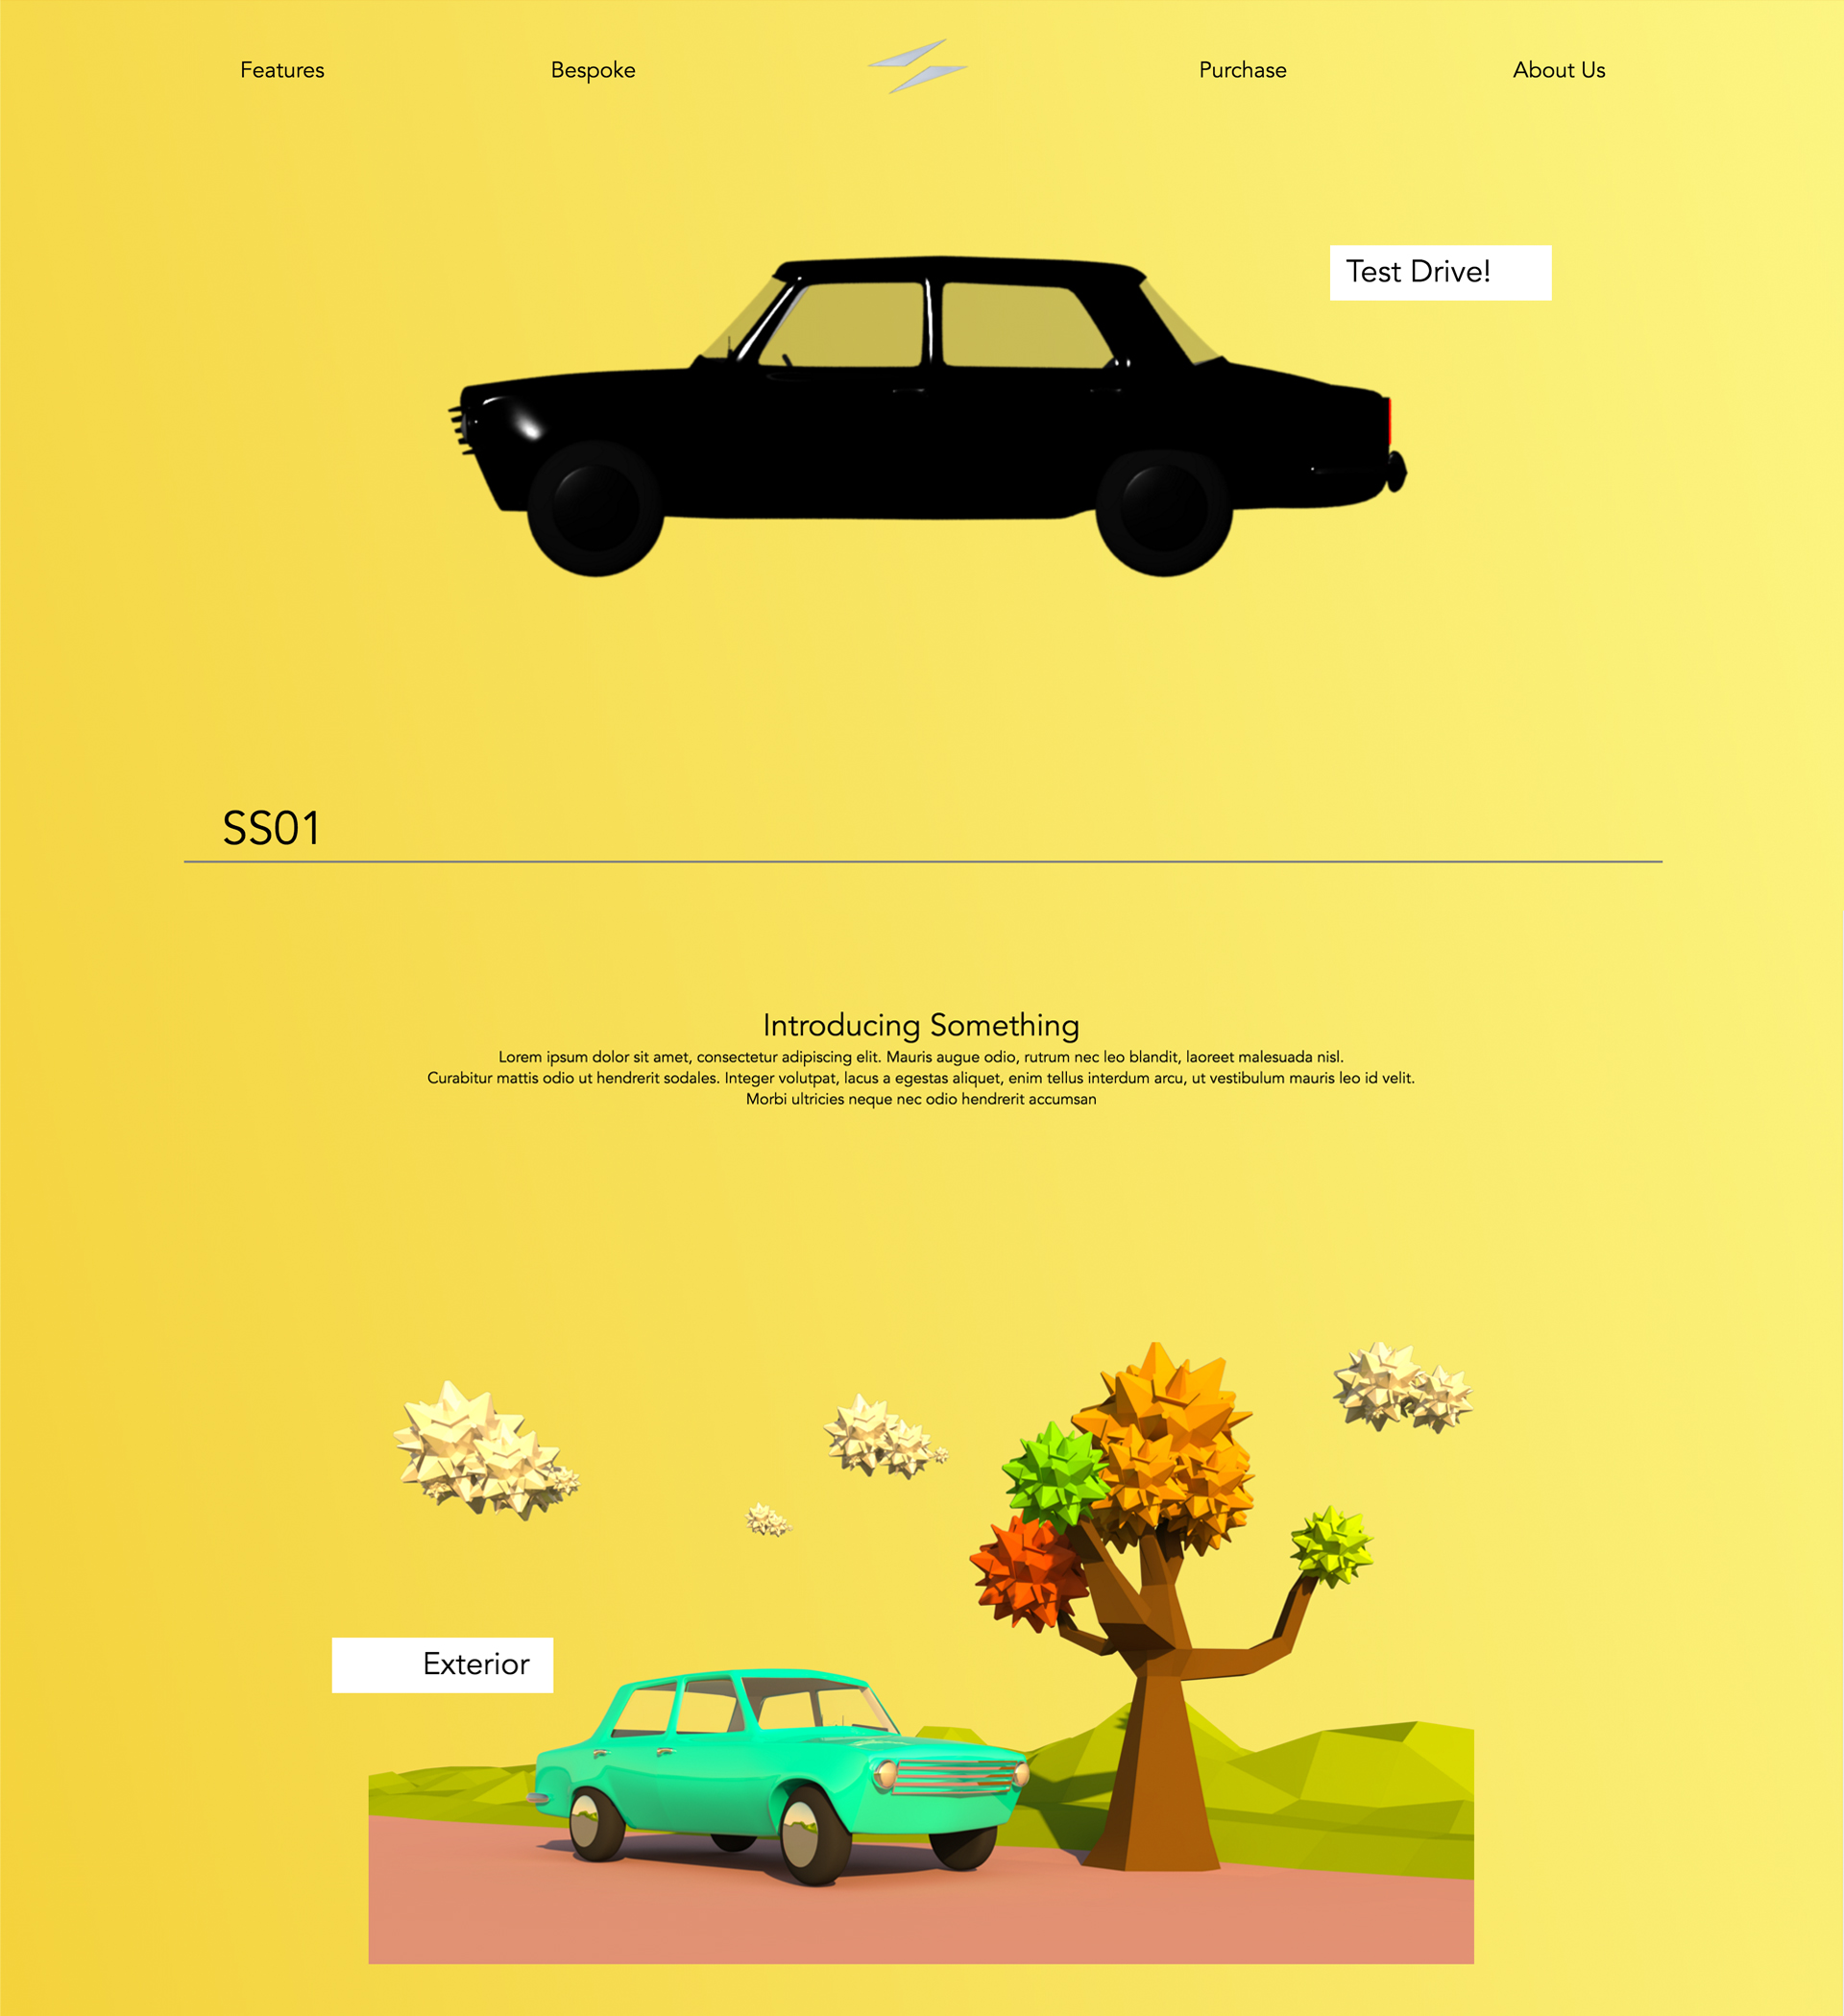 Features
Bespoke
Purchase
About Us
Test Drive!
SS01
Introducing Something
Lorem ipsum dolor sit amet, consectetur adipiscing elit. Mauris augue odio, rutrum nec leo blandit, laoreet malesuada nisl.
Curabitur mattis odio ut hendrerit sodales. Integer volutpat, lacus a egestas aliquet, enim tellus interdum arcu, ut vestibulum mauris leo id velit.
Morbi ultricies neque nec odio hendrerit accumsan
Exterior